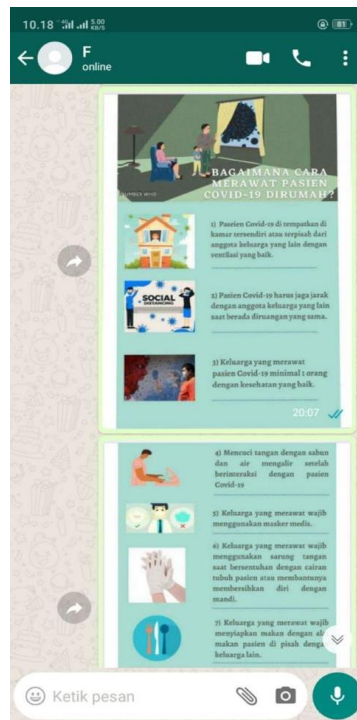 10.18
5.00
KB/S
81
F
online
BAGAIMANA CARA
MERAWAT PASIEN
COVID-19 DIRUMAH?
SUMBER WHO
1) Pasrien Covid-19 di tempatkan di
kamar tersendiri atau terpisah dari
anggota keluarga yang lain dengan
ventilasi yang baik.
SOCIAL
DISTANCING
2) Pasien Covid-19 harus jaga jarak
dengan anggota keluarga yang lain
saat berada diruangan yang sama.
3) Keluarga yang merawat
pasien Covid-19 minimal 1 orang
dengan kesehatan yang baik.
20:07
4) Mencuci tangan dengan sabun
dan air mengalir setelah
berinteraksi dengan pasien
Covid-19
5) Keluarga yang merawat wajib
menggunakan masker medis.
6) Keluarga yang merawat wajib
menggunakan sarung tangan
saat bersentuhan dengan cairan
tubuh pasien atau membantunya
membersihkan diri dengan
mandi.
7) Keluarga yang merawat wajib
menyiapkan makan dengan
makan pasien di pisah dengan
keluarga lain.
Ketik pesan